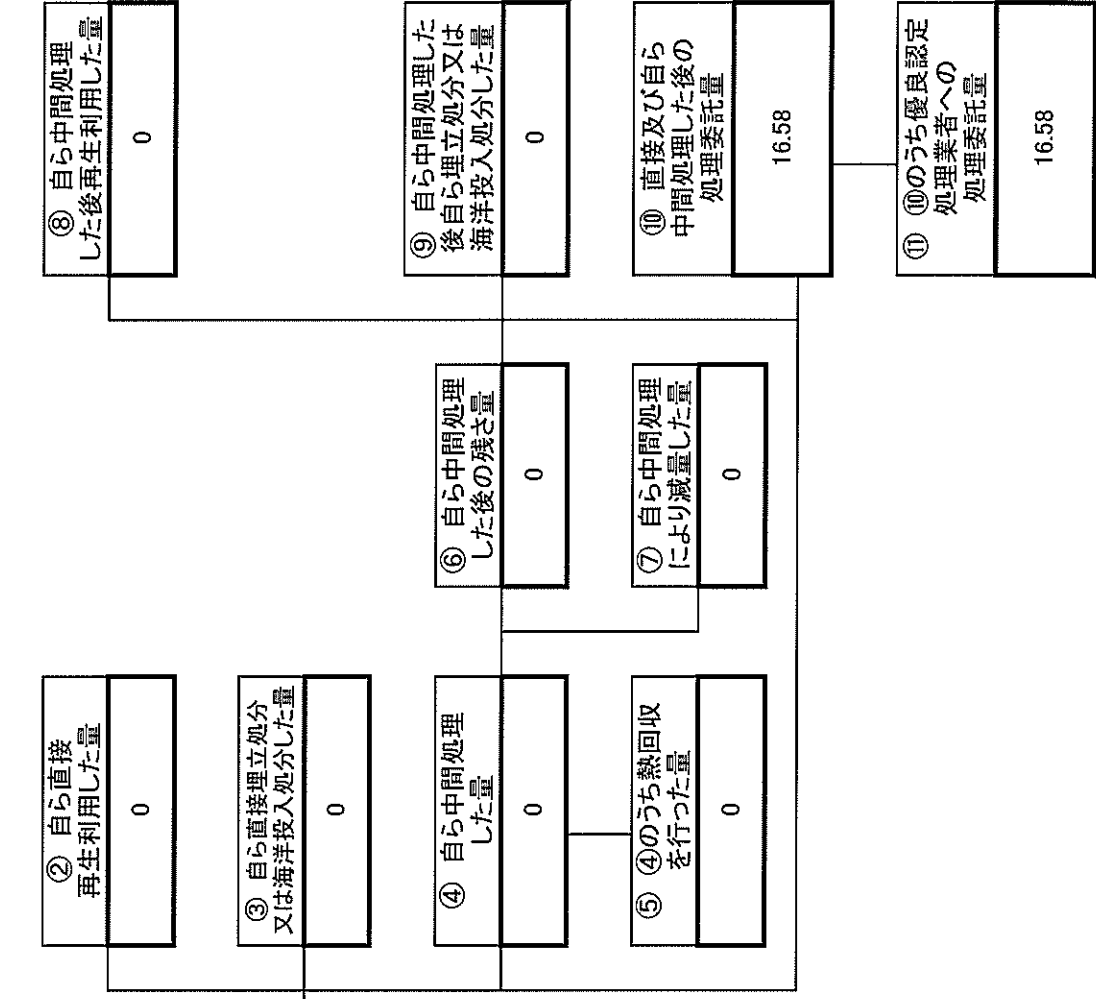 ② 自ら直接
再生利用した量
0
③ 自ら直接埋立処分
又は海洋投入処分した量
0
④ 自ら中間処理
した量
0
⑤ ④のうち熱回収
を行った量
0
⑥ 自ら中間処理
した後の残さ量
0
⑦ 自ら中間処理
により減量した量
0
⑧ 自ら中間処理
した後再生利用した量
0
⑨ 自ら中間処理した
後自ら埋立処分又は
海洋投入処分した量
0
⑩ 直接及び自ら
中間処理した後の
処理委託量
16.58
⑪ ⑩のうち優良認定
処理業者への
処理委託量
16.58